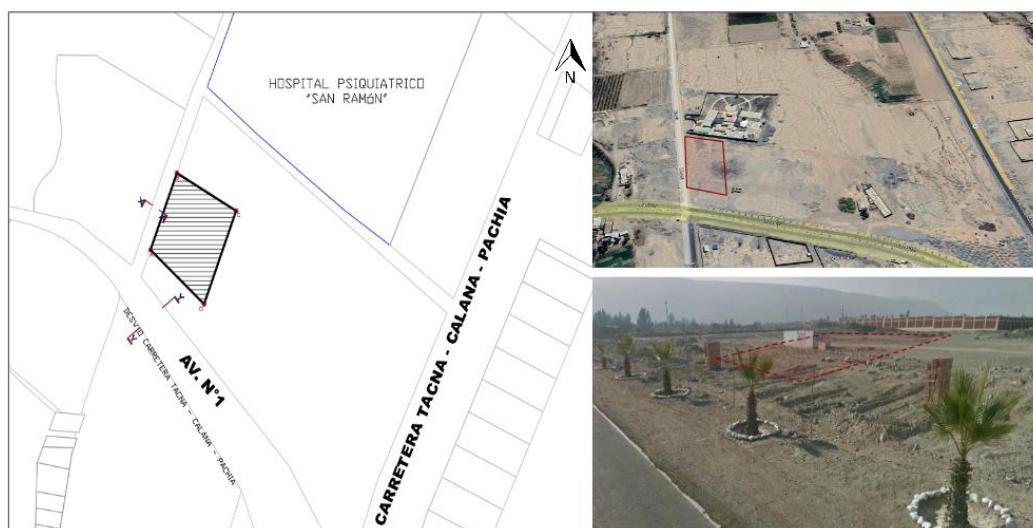 N
HOSPITAL PSIQUIATRICO
"SAN RAMÓN"
AV. N°1
DESVIO CARRETERA TACNA - CALANA - PACHIA
CARRETERA TACNA - CALANA - PACHIA